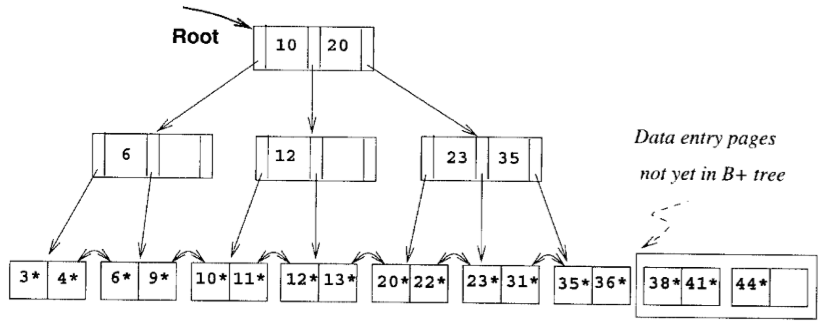 Root
10 20
6
12
23 35
Data entry pages
not yet in B+ tree
3* 4* 6* 9* 10* 11* 12* 13* 20* 22* 23* 31* 35* 36* 38* 41* 44*